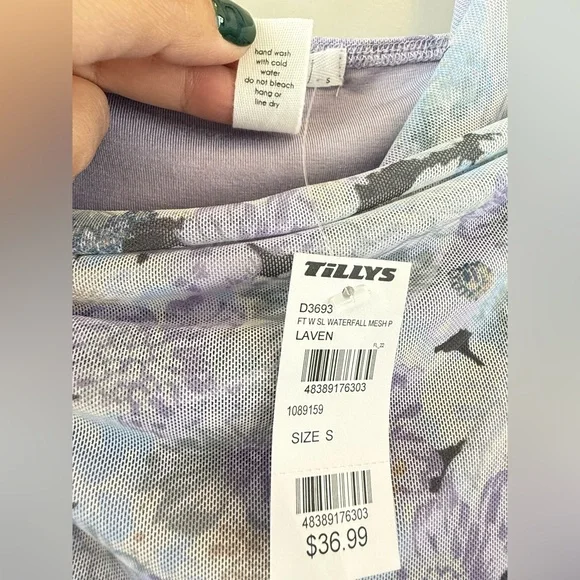 hand wash
with cold
water
do not bleach
hang or
line dry
S
TILLYS
D3693
FT W SL WATERFALL MESH P
LAVEN
FL_22
48389176303
1089159
SIZE S
48389176303
$36.99